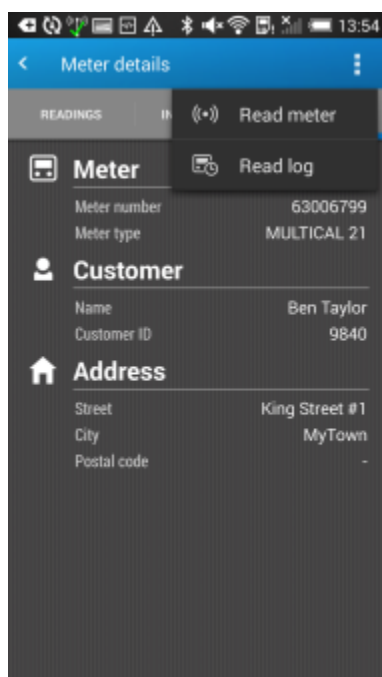 13:54
Meter details
READINGS
Read meter
Read log
Meter
Meter number 63006799
Meter type MULTICAL 21
Customer
Name Ben Taylor
Customer ID 9840
Address
Street King Street #1
City MyTown
Postal code -